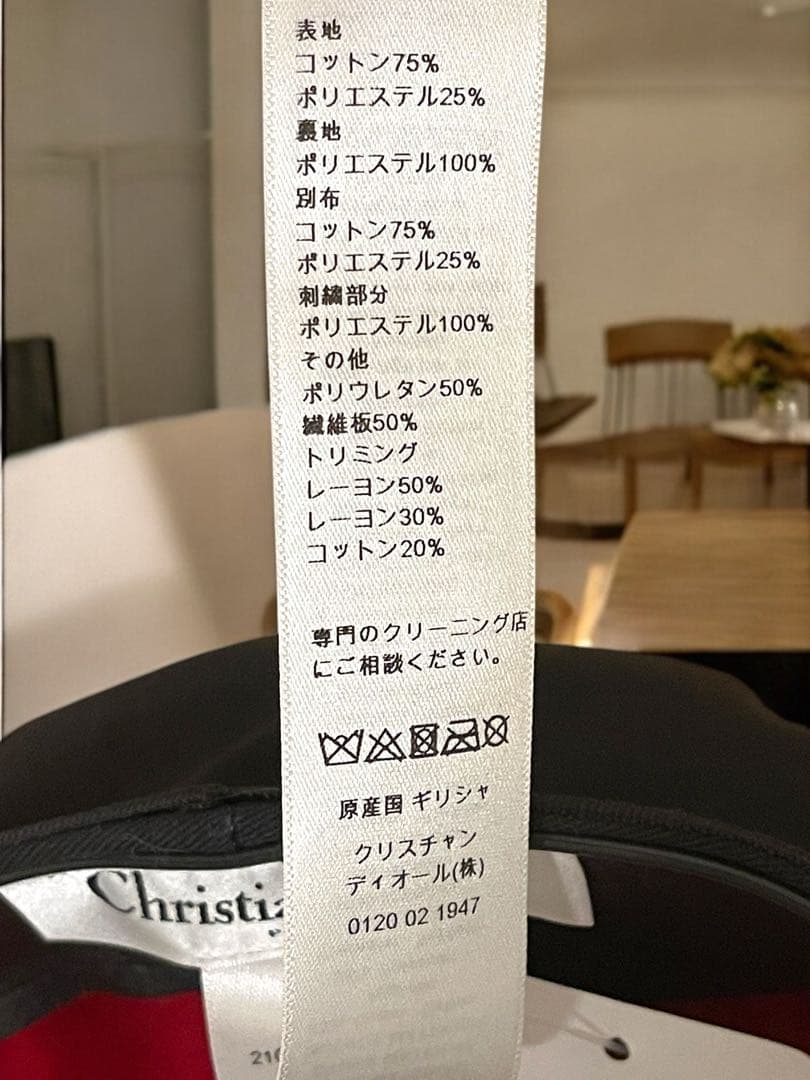 表地
コットン75%
ポリエステル25%
裏地
ポリエステル100%
別布
コットン75%
ポリエステル25%
刺繍部分
ポリエステル100%
その他
ポリウレタン50%
繊維板50%
トリミング
レーヨン50%
レーヨン30%
コットン20%
専門のクリーニング店
にご相談ください。
原産国 ギリシャ
クリスチャン
ディオール(株)
0120 02 1947
Christia
210